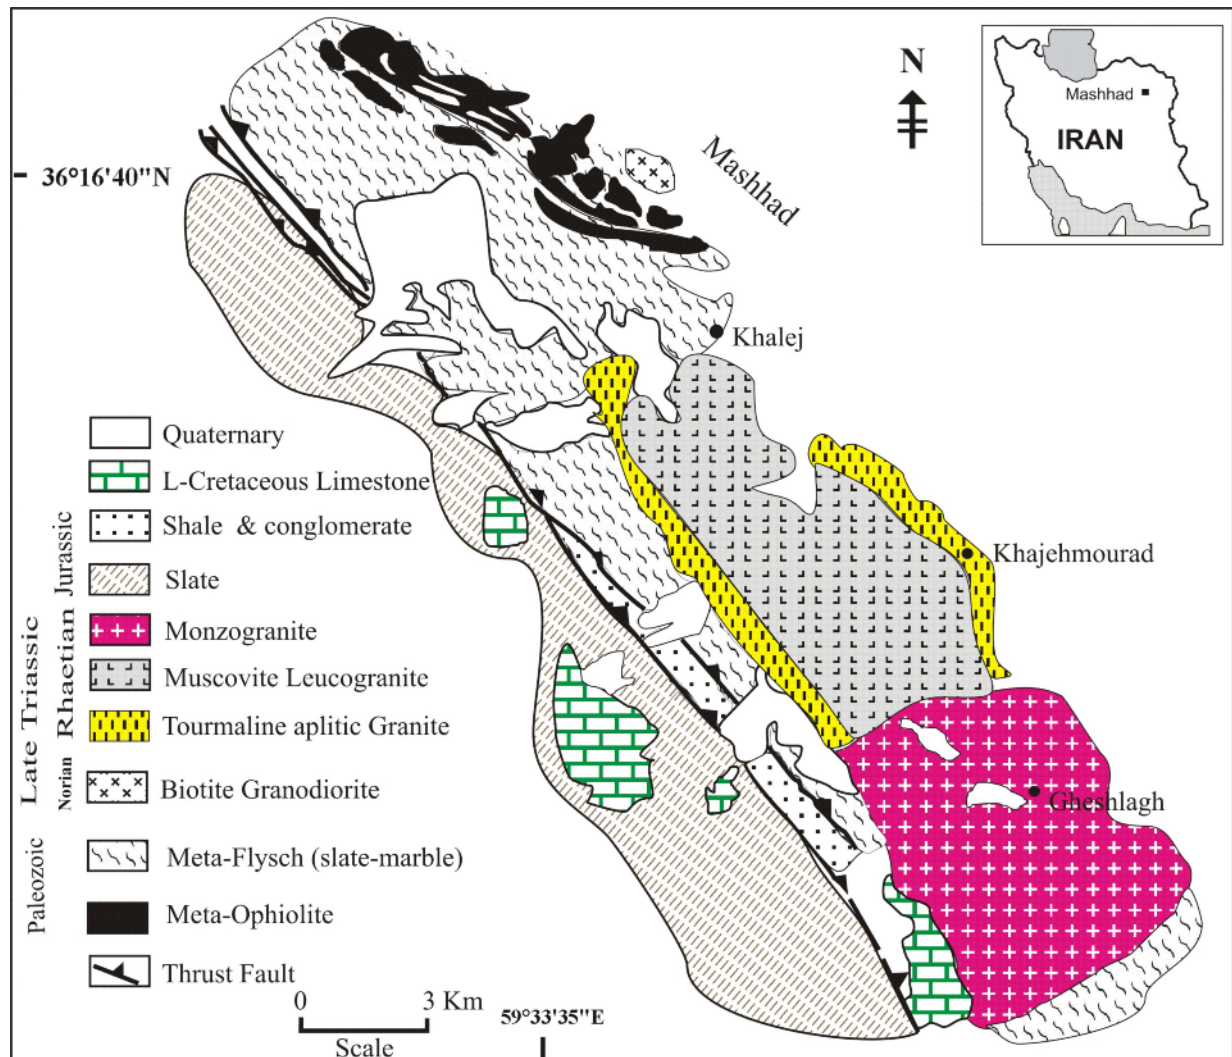 N
Mashhad
IRAN
36°16'40"N
Mashhad
Khalej
Khajehmourad
Gheshlagh
Quaternary
L-Cretaceous Limestone
Shale & conglomerate
Slate
Monzogranite
Muscovite Leucogranite
Tourmaline aplitic Granite
Biotite Granodiorite
Meta-Flysch (slate-marble)
Meta-Ophiolite
Thrust Fault
Jurassic
Late Triassic
Rhaetian
Norian
Paleozoic
0 3 Km
Scale
59°33'35"E